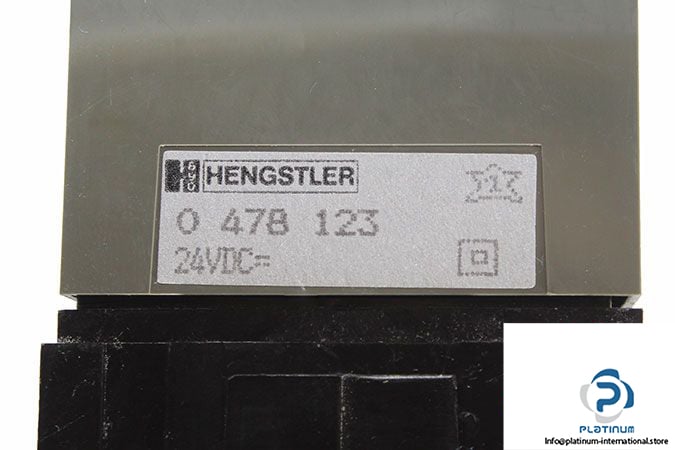 HENGSTLER
0 478 123
24VDC=
PLATINUM
Info@platinum-international.store